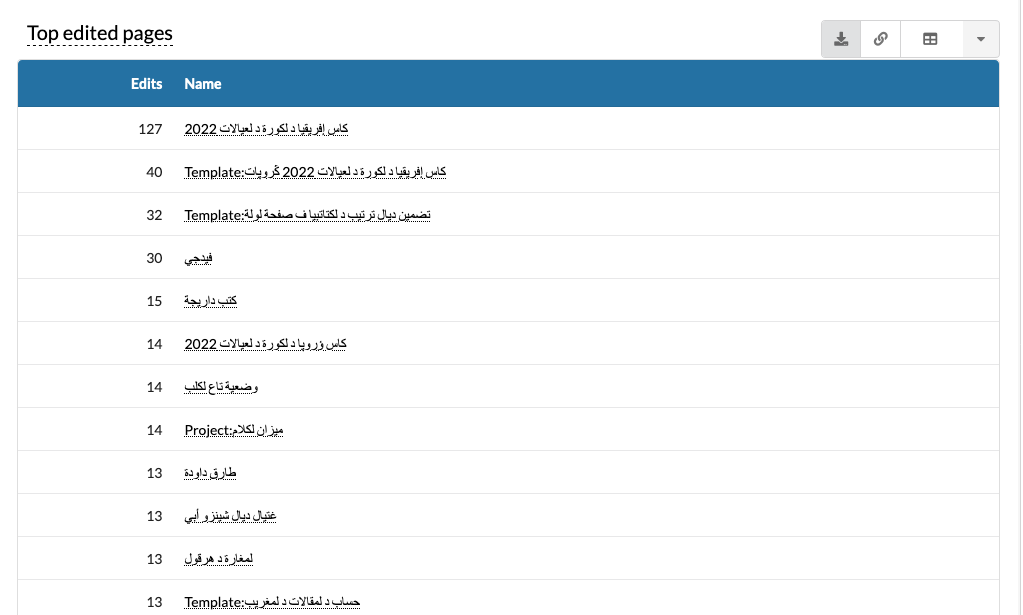 Top edited pages
Edits Name
127 كاس إفريقيا د لكورة د لعيالات 2022
40 Template:كاس إفريقيا د لكورة د لعيالات 2022 ڭروپات
32 Template:تضمين ديال ترتيب د لكتاتبيا ف صفحة لولة
30 فيدجي
15 كتب داريجة
14 كاس ؤروپا د لكورة د لعيالات 2022
14 وضعية تاع لكلب
14 Project:ميزان لكلام
13 طارق داودة
13 غتيال ديال شينزو أبي
13 لمغارة د هرقول
13 Template:حساب د لمقالات د لمغريب